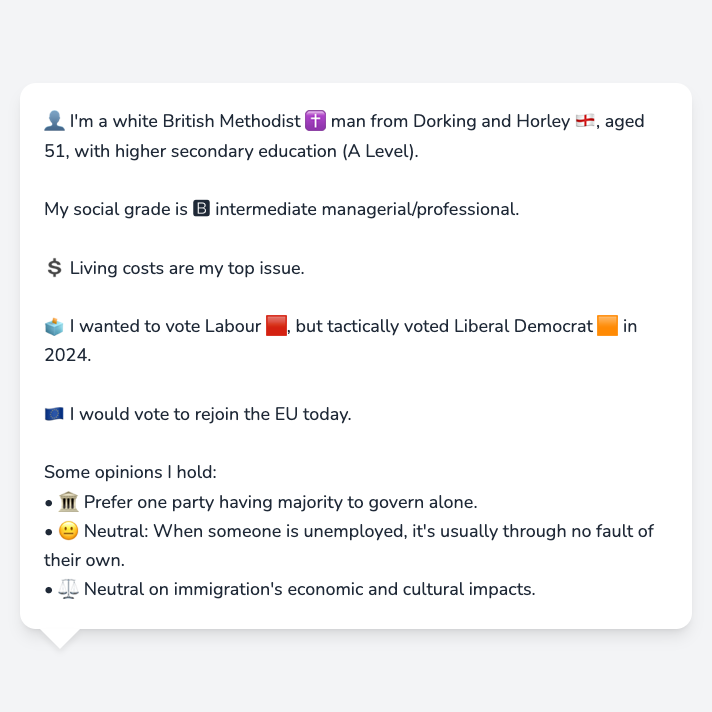 👤 I'm a white British Methodist ✝️ man from Dorking and Horley 🏴󠁧󠁢󠁥󠁮󠁧󠁿, aged
51, with higher secondary education (A Level).
My social grade is 🅱 intermediate managerial/professional.
💲 Living costs are my top issue.
🗳️ I wanted to vote Labour 🟥, but tactically voted Liberal Democrat 🟧 in
2024.
🇪🇺 I would vote to rejoin the EU today.
Some opinions I hold:
• 🏛️ Prefer one party having majority to govern alone.
• 😐 Neutral: When someone is unemployed, it's usually through no fault of
their own.
• ⚖️ Neutral on immigration's economic and cultural impacts.